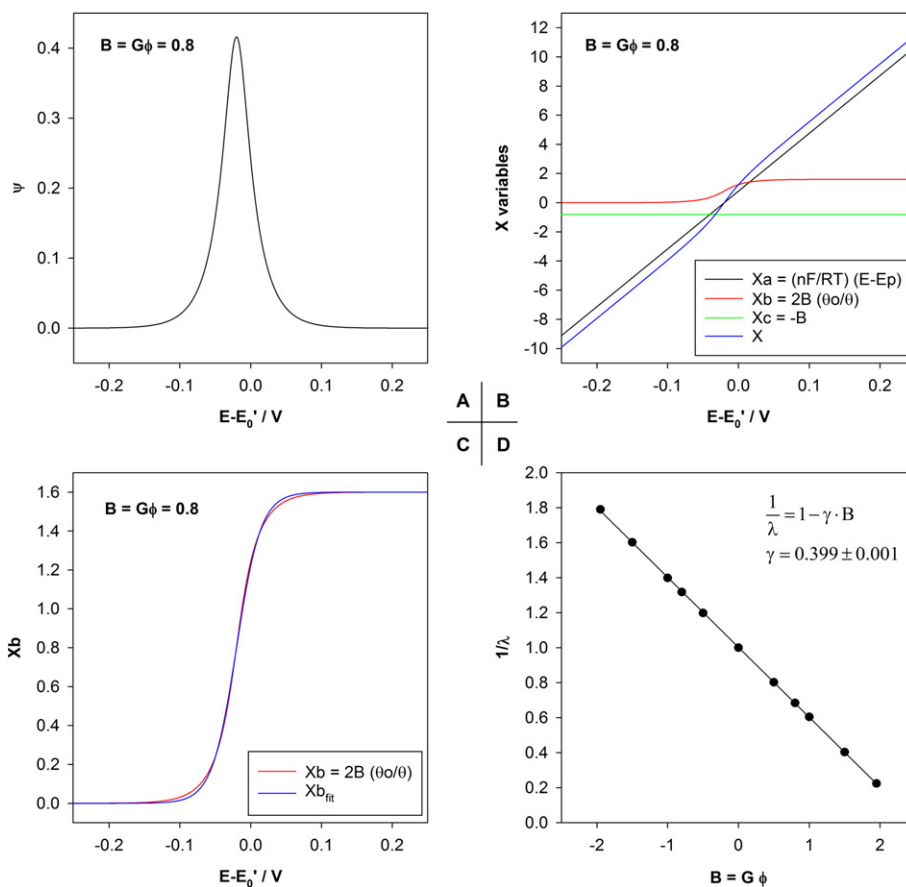 B = Gϕ = 0.8
ψ
0.4
0.3
0.2
0.1
0.0
-0.2 -0.1 0.0 0.1 0.2
E-E0' / V
B = Gϕ = 0.8
X variables
12
10
8
6
4
2
0
-2
-4
-6
-8
-10
Xa = (nF/RT) (E-Ep)
Xb = 2B (θo/θ)
Xc = -B
X
-0.2 -0.1 0.0 0.1 0.2
E-E0' / V
A B
C D
B = Gϕ = 0.8
Xb
1.6
1.4
1.2
1.0
0.8
0.6
0.4
0.2
0.0
Xb = 2B (θo/θ)
Xbfit
-0.2 -0.1 0.0 0.1 0.2
E-E0' / V
1/λ
2.0
1.8
1.6
1.4
1.2
1.0
0.8
0.6
0.4
0.2
0.0
1/λ = 1 − γ · B
γ = 0.399 ± 0.001
-2 -1 0 1 2
B = G ϕ